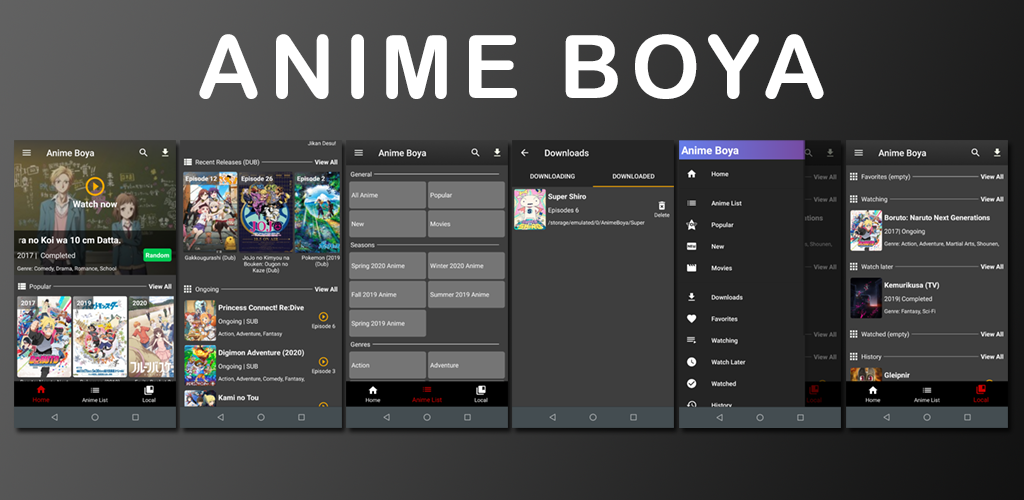 ANIME BOYA
Anime Boya
Watch now
ra no Koi wa 10 cm Datta.
2017 | Completed
Random
Genre: Comedy, Drama, Romance, School
Popular
View All
2017
2019
2020
Home
Anime List
Local
Jikan Desu!
Recent Releases (DUB)
View All
Episode 12
Episode 26
Episode 2
Gakkougurashi (Dub)
JoJo no Kimyou na
Bouken: Ougon no
Kaze (Dub)
Pokemon (2019
(Dub)
Ongoing
View All
Princess Connect! Re:Dive
Ongoing | SUB
Action, Adventure, Fantasy
Episode 6
Digimon Adventure (2020)
Ongoing | SUB
Action, Adventure, Comedy, Fantasy,
Episode 3
Kami no Tou
Ongoing | SUB
Anime Boya
General
All Anime
Popular
New
Movies
Seasons
Spring 2020 Anime
Winter 2020 Anime
Fall 2019 Anime
Summer 2019 Anime
Spring 2019 Anime
Genres
Action
Adventure
Home
Anime List
Local
Downloads
DOWNLOADING
DOWNLOADED
Super Shiro
Episodes 6
/storage/emulated/0/AnimeBoya/Super
Delete
Anime Boya
Home
Anime List
Popular
New
Movies
Downloads
Favorites
Watching
Watch Later
Watched
History
View All
View All
View All
View All
Local
Anime Boya
Favorites (empty)
View All
Watching
View All
Boruto: Naruto Next Generations
2017| Ongoing
Genre: Action, Adventure, Martial Arts, Shounen,
Watch later
View All
Kemurikusa (TV)
2019| Completed
Genre: Fantasy, Sci-Fi
Watched (empty)
View All
History
View All
Gleipnir
Home
Anime List
Local